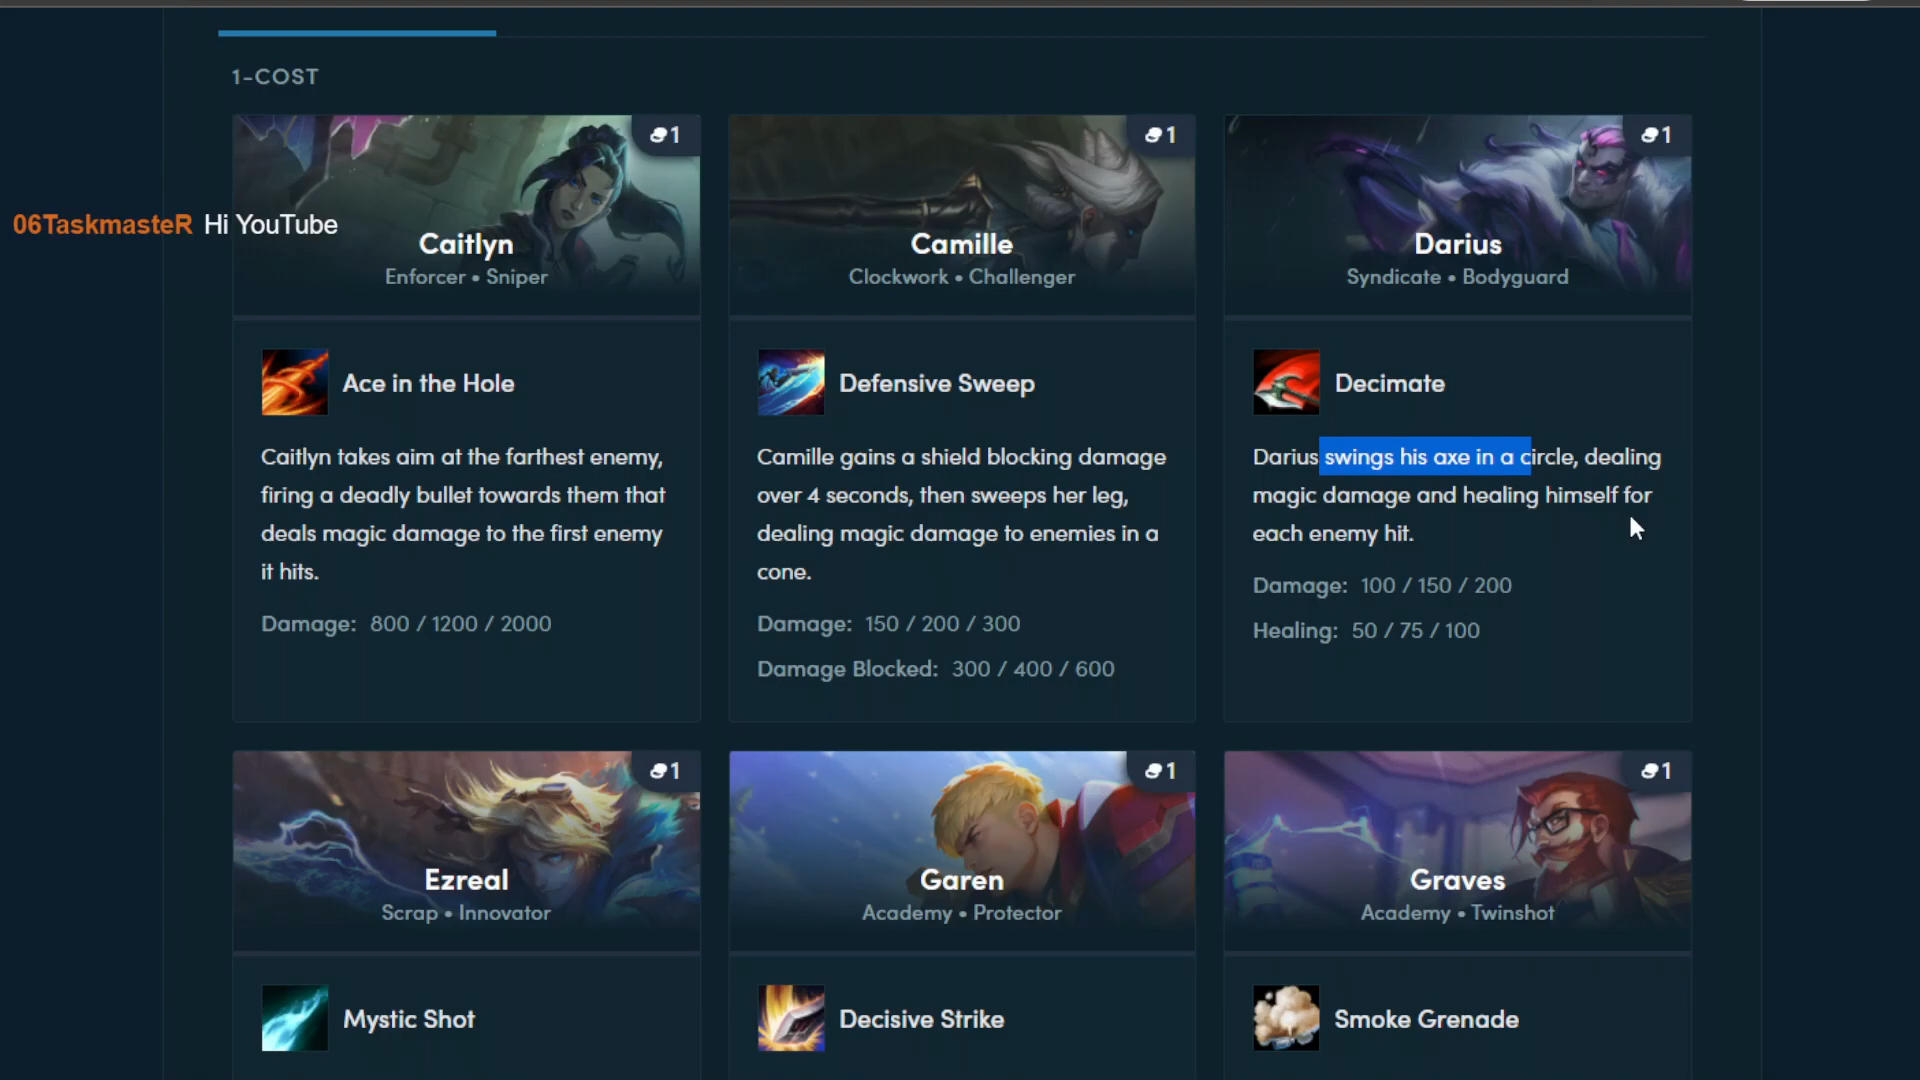 1-COST
1
1
1
06TaskmasteR Hi YouTube
Caitlyn
Enforcer • Sniper
Camille
Clockwork • Challenger
Darius
Syndicate • Bodyguard
Ace in the Hole
Caitlyn takes aim at the farthest enemy,
firing a deadly bullet towards them that
deals magic damage to the first enemy
it hits.
Damage: 800 / 1200 / 2000
Defensive Sweep
Camille gains a shield blocking damage
over 4 seconds, then sweeps her leg,
dealing magic damage to enemies in a
cone.
Damage: 150 / 200 / 300
Damage Blocked: 300 / 400 / 600
Decimate
Darius swings his axe in a circle, dealing
magic damage and healing himself for
each enemy hit.
Damage: 100 / 150 / 200
Healing: 50 / 75 / 100
1
1
1
Ezreal
Scrap • Innovator
Garen
Academy • Protector
Graves
Academy • Twinshot
Mystic Shot
Decisive Strike
Smoke Grenade